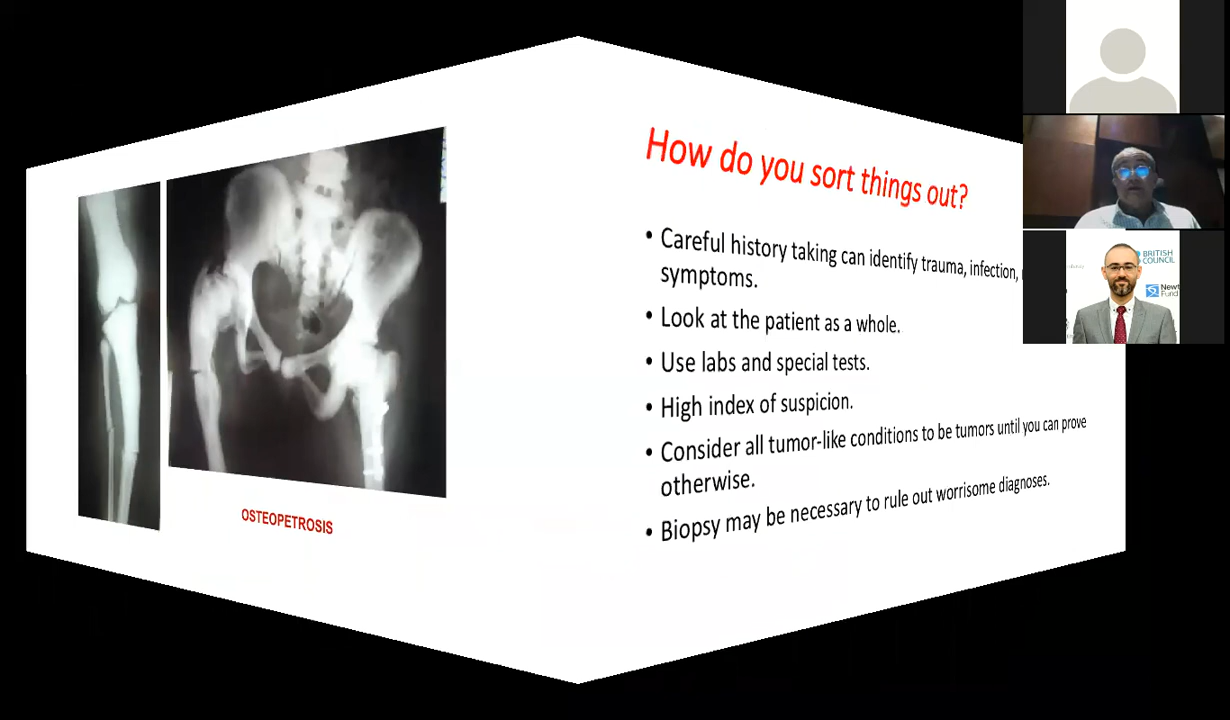 OSTEOPETROSIS
How do you sort things out?
• Careful history taking can identify trauma, infection,
symptoms.
• Look at the patient as a whole.
• Use labs and special tests.
• High index of suspicion.
• Consider all tumor-like conditions to be tumors until you can prove
otherwise.
• Biopsy may be necessary to rule out worrisome diagnoses.
BRITISH
COUNCIL
Fund